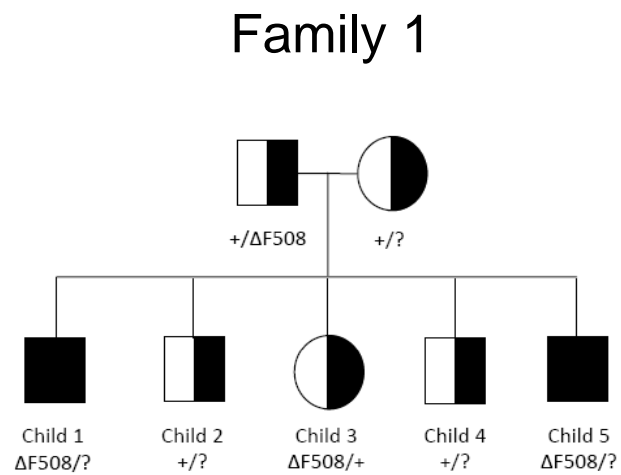 Family 1
+/ΔF508 +/?
Child 1 Child 2 Child 3 Child 4 Child 5
ΔF508/? +/? ΔF508/+ +/? ΔF508/?